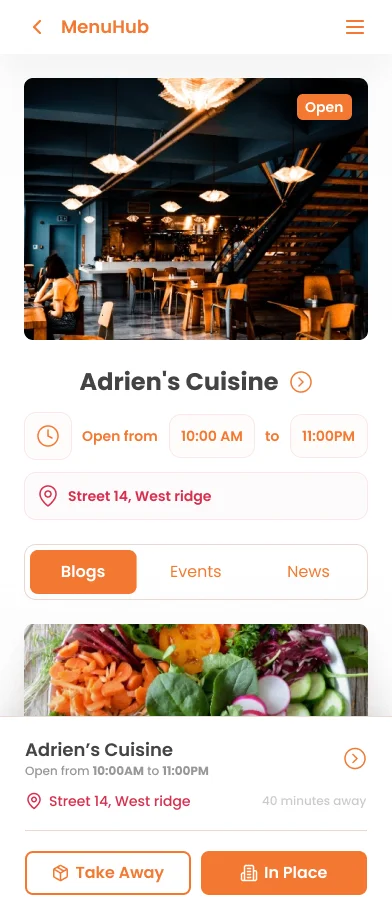 MenuHub
Open
Adrien's Cuisine
Open from 10:00 AM to 11:00PM
Street 14, West ridge
Blogs Events News
Adrien’s Cuisine
Open from 10:00AM to 11:00PM
Street 14, West ridge 40 minutes away
Take Away In Place